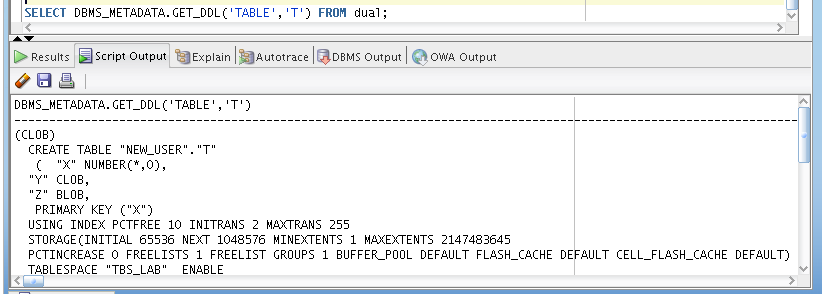 SELECT DBMS_METADATA.GET_DDL('TABLE','T') FROM dual;
Results Script Output Explain Autotrace DBMS Output OWA Output
DBMS_METADATA.GET_DDL('TABLE','T')
--------------------------------------------------------------------------------
(CLOB)
CREATE TABLE "NEW_USER"."T"
( "X" NUMBER(*,0),
"Y" CLOB,
"Z" BLOB,
PRIMARY KEY ("X")
USING INDEX PCTFREE 10 INITRANS 2 MAXTRANS 255
STORAGE(INITIAL 65536 NEXT 1048576 MINEXTENTS 1 MAXEXTENTS 2147483645
PCTINCREASE 0 FREELISTS 1 FREELIST GROUPS 1 BUFFER_POOL DEFAULT FLASH_CACHE DEFAULT CELL_FLASH_CACHE DEFAULT)
TABLESPACE "TBS_LAB" ENABLE